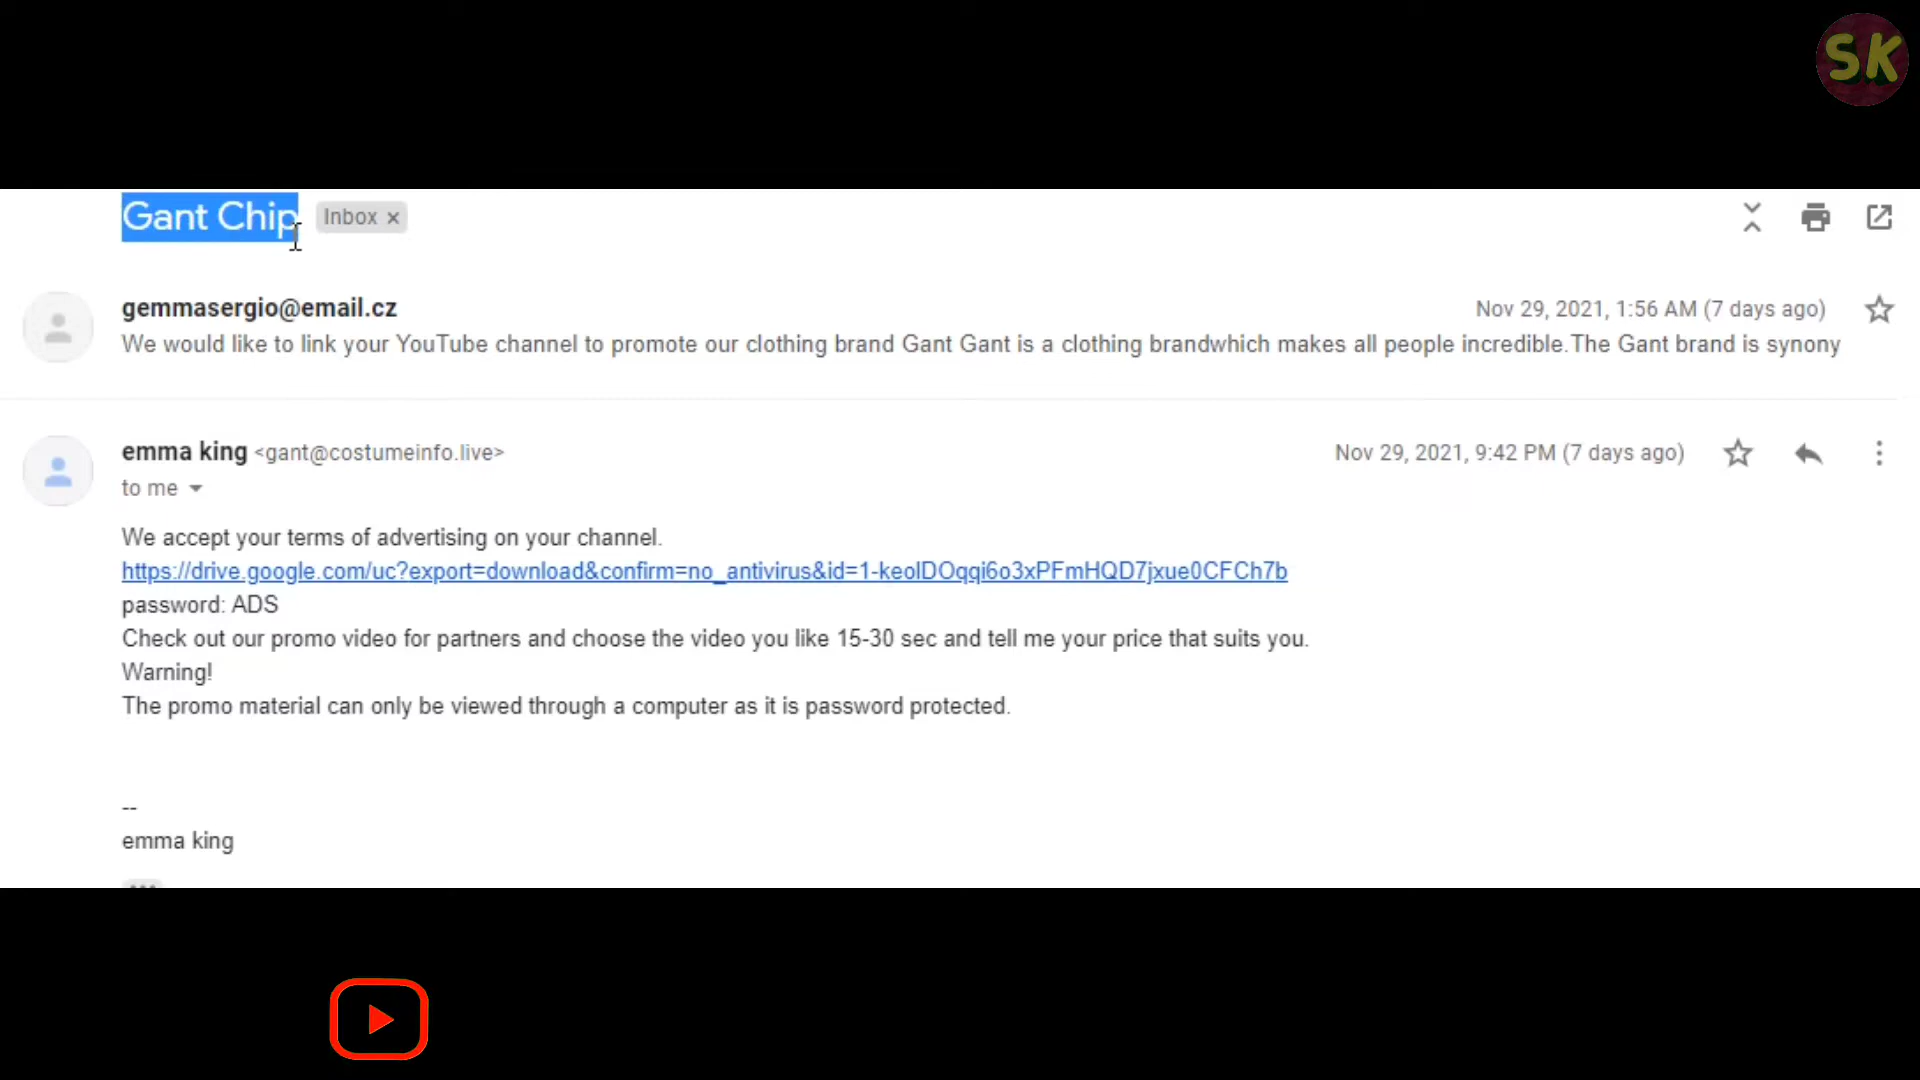 SK
Gant Chip Inbox x
gemmasergio@email.cz Nov 29, 2021, 1:56 AM (7 days ago)
We would like to link your YouTube channel to promote our clothing brand Gant Gant is a clothing brandwhich makes all people incredible.The Gant brand is synony
emma king <gant@costumeinfo.live> Nov 29, 2021, 9:42 PM (7 days ago)
to me
We accept your terms of advertising on your channel.
https://drive.google.com/uc?export=download&confirm=no_antivirus&id=1-keolDOqqi6o3xPFmHQD7jxue0CFCh7b
password: ADS
Check out our promo video for partners and choose the video you like 15-30 sec and tell me your price that suits you.
Warning!
The promo material can only be viewed through a computer as it is password protected.
--
emma king